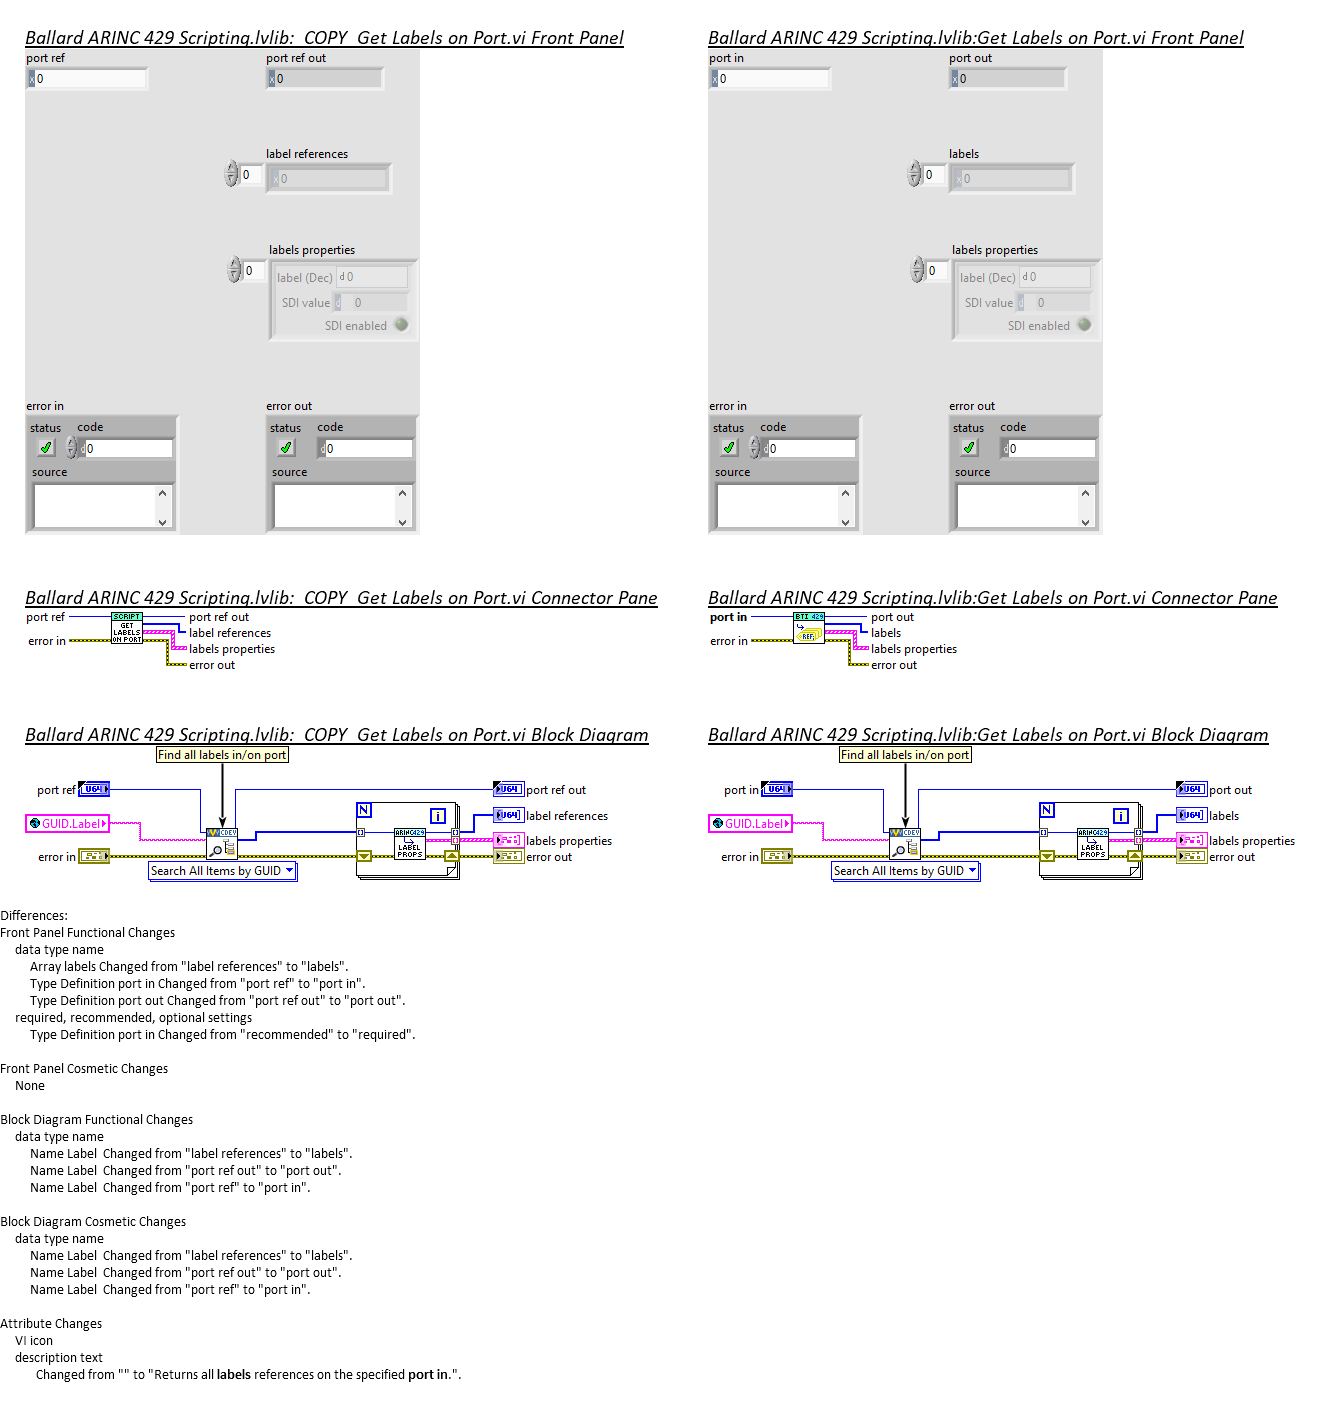 Ballard ARINC 429 Scripting.lvlib:  COPY  Get Labels on Port.vi Front Panel
port ref
port ref out
x 0
x 0
label references
0
x 0
labels properties
0
label (Dec) d 0
SDI value d 0
SDI enabled
error in
error out
status code
status code
d 0
d 0
source
source
Ballard ARINC 429 Scripting.lvlib:Get Labels on Port.vi Front Panel
port in
port out
x 0
x 0
labels
0
x 0
labels properties
0
label (Dec) d 0
SDI value d 0
SDI enabled
error in
error out
status code
status code
d 0
d 0
source
source
Ballard ARINC 429 Scripting.lvlib:  COPY  Get Labels on Port.vi Connector Pane
port ref
SCRIPT
GET
LABELS
ON PORT
port ref out
label references
error in
labels properties
error out
Ballard ARINC 429 Scripting.lvlib:Get Labels on Port.vi Connector Pane
port in
BTI 429
REF
port out
labels
error in
labels properties
error out
Ballard ARINC 429 Scripting.lvlib:  COPY  Get Labels on Port.vi Block Diagram
Find all labels in/on port
port ref U64
U64 port ref out
N
i
U64 label references
GUID.Label
CDEV
ARINC429
LABEL
PROPS
labels properties
error in
error out
Search All Items by GUID
Ballard ARINC 429 Scripting.lvlib:Get Labels on Port.vi Block Diagram
Find all labels in/on port
port in U64
U64 port out
N
i
U64 labels
GUID.Label
CDEV
ARINC429
LABEL
PROPS
labels properties
error in
error out
Search All Items by GUID
Differences:
Front Panel Functional Changes
data type name
Array labels Changed from "label references" to "labels".
Type Definition port in Changed from "port ref" to "port in".
Type Definition port out Changed from "port ref out" to "port out".
required, recommended, optional settings
Type Definition port in Changed from "recommended" to "required".
Front Panel Cosmetic Changes
None
Block Diagram Functional Changes
data type name
Name Label  Changed from "label references" to "labels".
Name Label  Changed from "port ref out" to "port out".
Name Label  Changed from "port ref" to "port in".
Block Diagram Cosmetic Changes
data type name
Name Label  Changed from "label references" to "labels".
Name Label  Changed from "port ref out" to "port out".
Name Label  Changed from "port ref" to "port in".
Attribute Changes
VI icon
description text
Changed from "" to "Returns all labels references on the specified port in.".